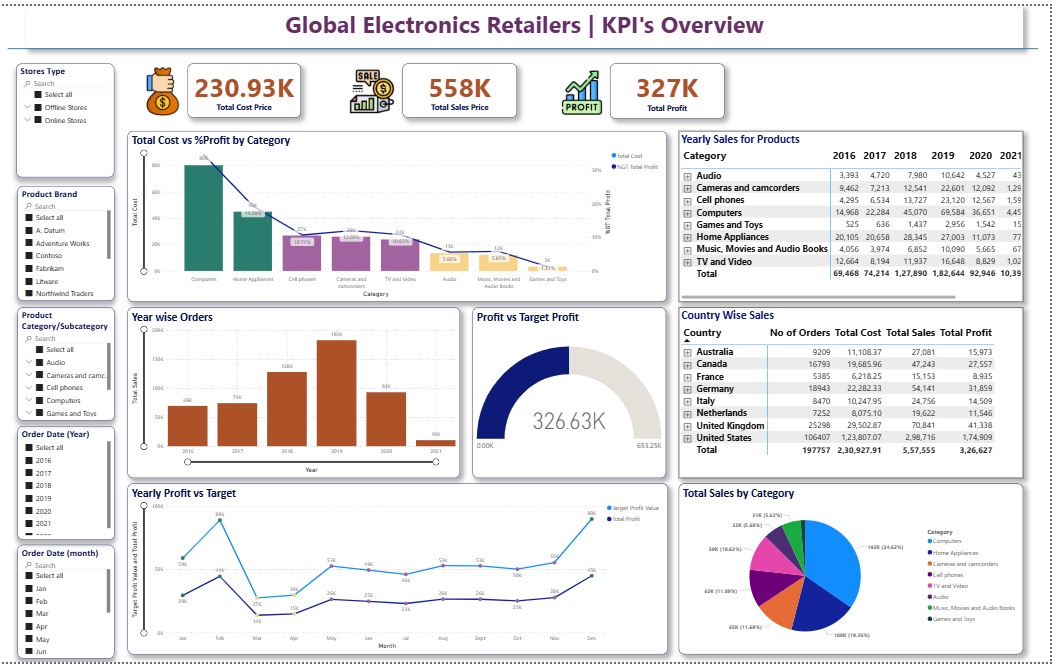 Global Electronics Retailers | KPI's Overview
Stores Type
Search
Select all
Offline Stores
Online Stores
230.93K
Total Cost Price
SALE
558K
Total Sales Price
PROFIT
327K
Total Profit
Product Brand
Search
Select all
A. Datum
Adventure Works
Contoso
Fabrikam
Litware
Northwind Traders
Product
Category/Subcategory
Search
Select all
Audio
Cameras and camc...
Cell phones
Computers
Games and Toys
Order Date (Year)
Select all
2016
2017
2018
2019
2020
2021
Order Date (month)
Search
Select all
Jan
Feb
Mar
Apr
May
Jun
Total Cost vs %Profit by Category
Total Cost
%GT Total Profit
80K
60K
40K
20K
0K
Total Cost
80K
45K
27K
24K
13K
12K
3K
10.71%
10.83%
5.60%
5.85%
30%
20%
10%
0%
%GT Total Profit
Computers
Home Appliances
Cell phones
Cameras and
camcorders
TV and Video
Audio
Music, Movies and
Audio Books
Games and Toys
Category
Yearly Sales for Products
Category 2016 2017 2018 2019 2020 2021
Audio 3,393 4,720 7,980 10,642 4,527 43
Cameras and camcorders 9,462 7,213 12,541 22,601 12,092 1,29
Cell phones 4,295 6,534 13,727 23,120 12,567 1,59
Computers 14,968 22,284 45,070 69,584 36,651 4,45
Games and Toys 525 636 1,437 2,956 1,542 15
Home Appliances 20,105 20,658 28,345 27,003 11,073 77
Music, Movies and Audio Books 4,056 3,974 6,852 10,090 5,665 67
TV and Video 12,664 8,194 11,937 16,648 8,829 1,02
Total 69,468 74,214 1,27,890 1,82,644 92,946 10,39
Year wise Orders
200K
150K
100K
50K
0K
Total Sales
69K
74K
128K
183K
93K
10K
2016
2017
2018
2019
2020
2021
Year
Profit vs Target Profit
326.63K
0.00K
653.25K
Country Wise Sales
Country No of Orders Total Cost Total Sales Total Profit
Australia 9209 11,108.37 27,081 15,973
Canada 16793 19,685.96 47,243 27,557
France 5385 6,218.25 15,153 8,935
Germany 18943 22,282.33 54,141 31,859
Italy 8470 10,247.95 24,756 14,509
Netherlands 7252 8,075.10 19,622 11,546
United Kingdom 25298 29,502.87 70,841 41,338
United States 106407 1,23,807.07 2,98,716 1,74,909
Total 197757 2,30,927.91 5,57,555 3,26,627
Yearly Profit vs Target
Target Profit Value
Total Profit
100K
50K
0K
Target Profit Value and Total Profit
59K
89K
27K
30K
53K
49K
46K
53K
53K
50K
55K
90K
29K
44K
14K
15K
26K
25K
23K
26K
26K
25K
28K
45K
Jan
Feb
Mar
Apr
May
Jun
Jul
Aug
Sept
Oct
Nov
Dec
Month
Total Sales by Category
193K (34.62%)
108K (19.36%)
65K (11.69%)
62K (11.09%)
59K (10.63%)
32K (5.68%)
31K (5.62%)
Category
Computers
Home Appliances
Cameras and camcorders
Cell phones
TV and Video
Audio
Music, Movies and Audio Books
Games and Toys